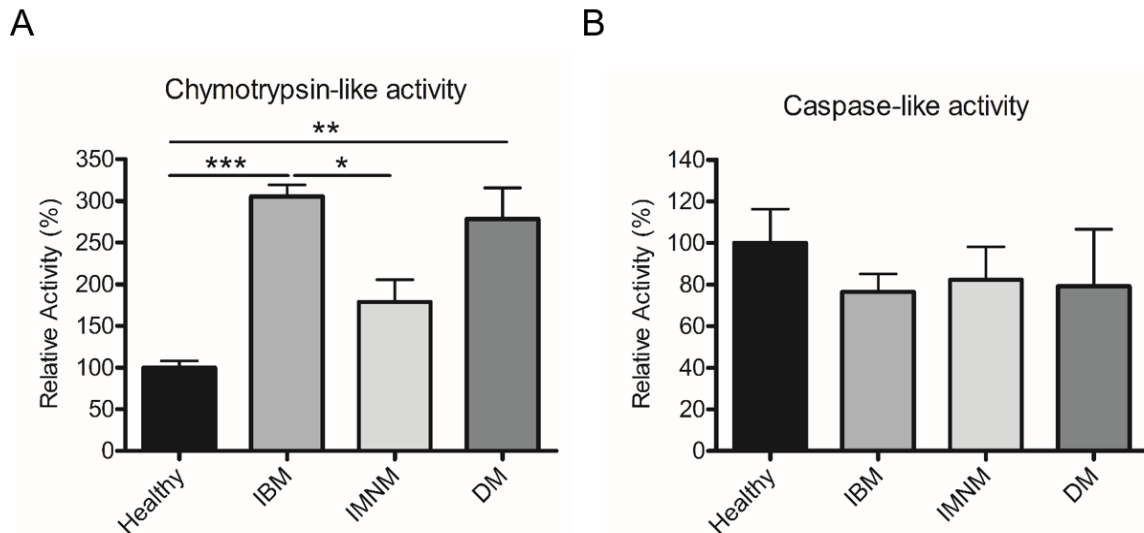 A
Chymotrypsin-like activity
**
***
*
350
300
250
200
150
100
50
0
Relative Activity (%)
Healthy
IBM
IMNM
DM
B
Caspase-like activity
140
120
100
80
60
40
20
0
Relative Activity (%)
Healthy
IBM
IMNM
DM